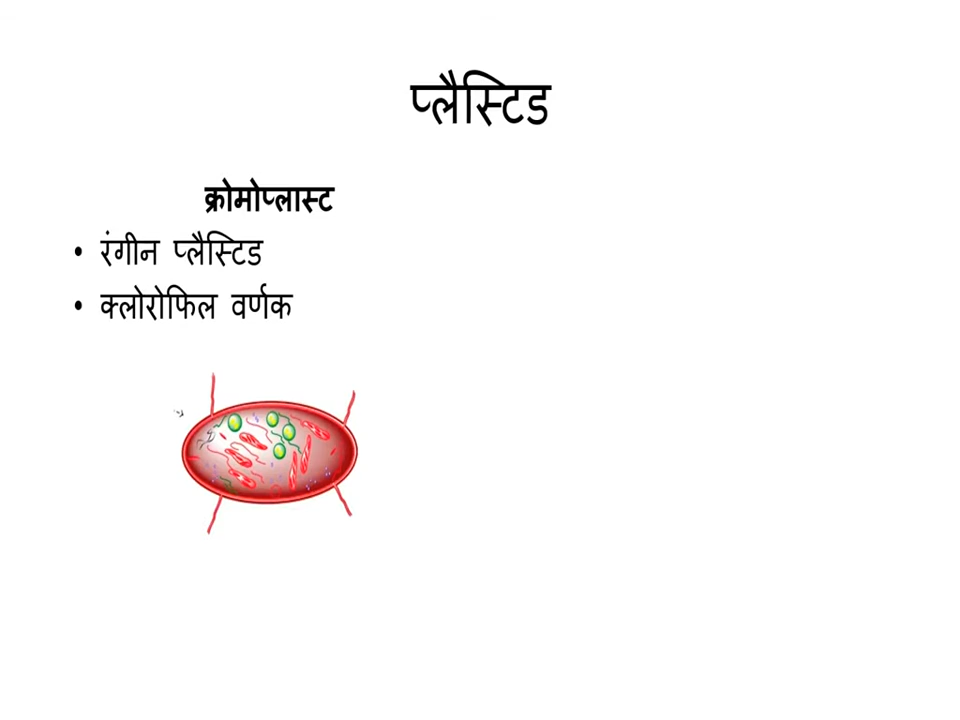 प्लैस्टिड
क्रोमोप्लास्ट
• रंगीन प्लैस्टिड
• क्लोरोफिल वर्णक